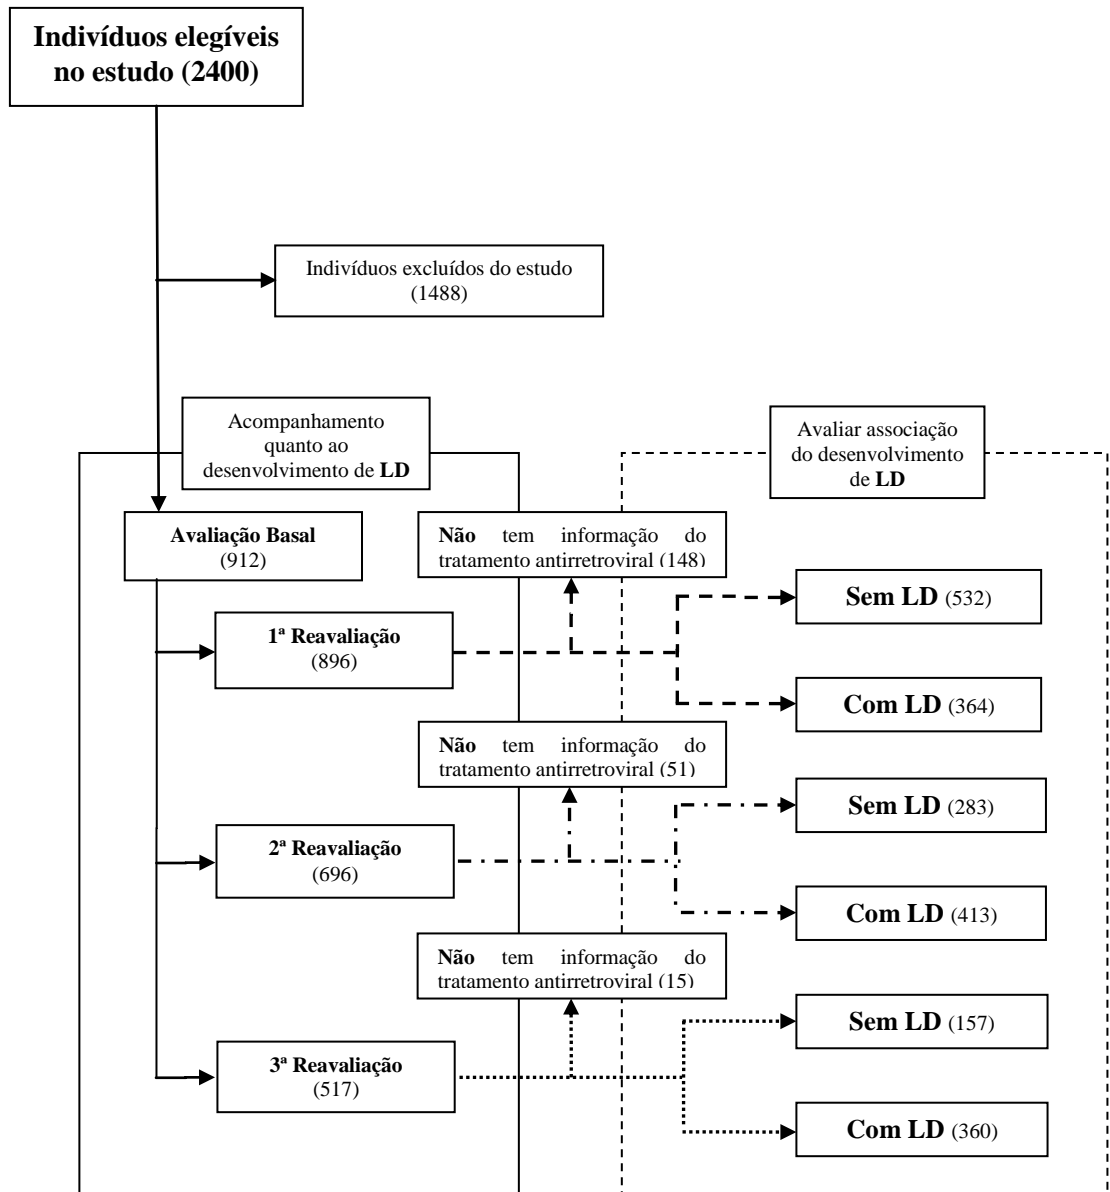 Indivíduos elegíveis
no estudo (2400)
Indivíduos excluídos do estudo
(1488)
Acompanhamento
quanto ao
desenvolvimento de LD
Avaliar associação
do desenvolvimento
de LD
Avaliação Basal
(912)
Não tem informação do
tratamento antirretroviral (148)
Sem LD (532)
1ª Reavaliação
(896)
Com LD (364)
Não tem informação do
tratamento antirretroviral (51)
Sem LD (283)
2ª Reavaliação
(696)
Com LD (413)
Não tem informação do
tratamento antirretroviral (15)
Sem LD (157)
3ª Reavaliação
(517)
Com LD (360)